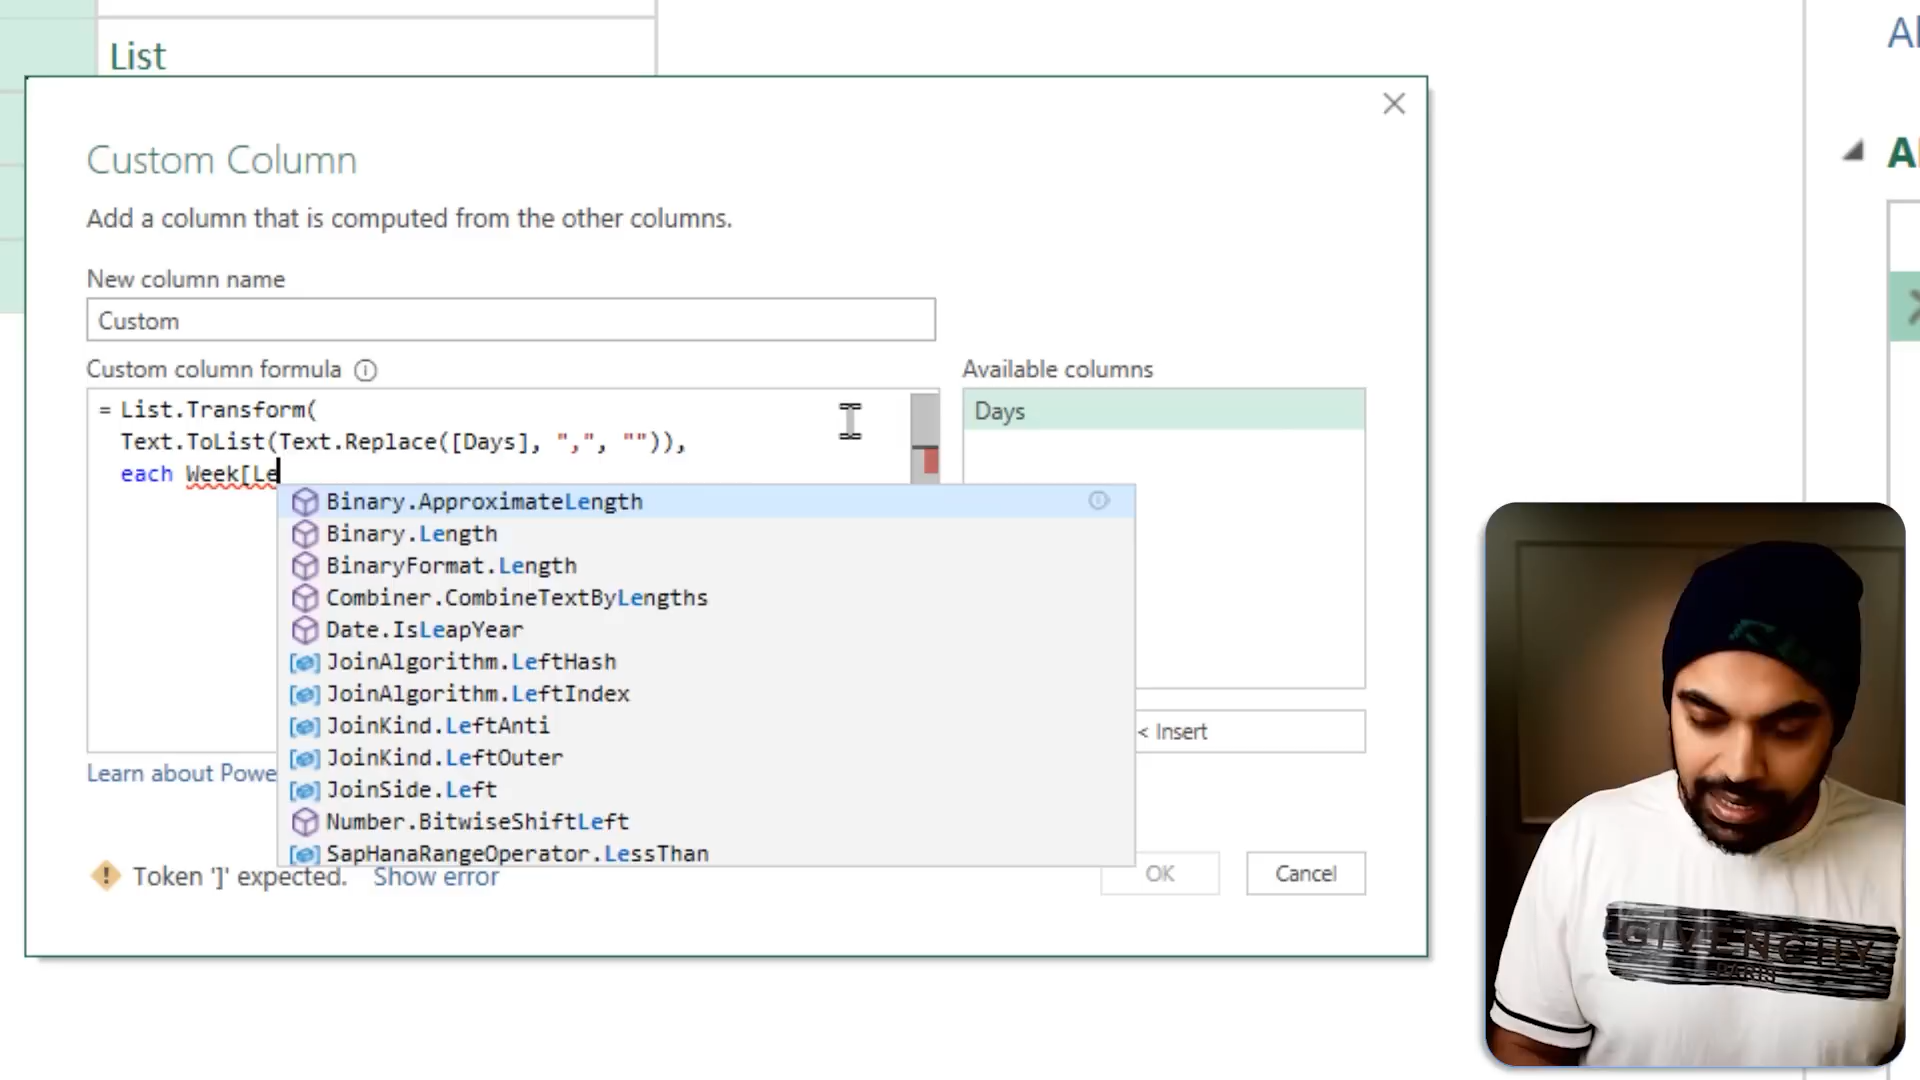 List
Custom Column
Add a column that is computed from the other columns.
New column name
Custom
Custom column formula
Available columns
= List.Transform(
Text.ToList(Text.Replace([Days], ",", "")),
each Week[Le
Days
Binary.ApproximateLength
Binary.Length
BinaryFormat.Length
Combiner.CombineTextByLengths
Date.IsLeapYear
JoinAlgorithm.LeftHash
JoinAlgorithm.LeftIndex
JoinKind.LeftAnti
JoinKind.LeftOuter
JoinSide.Left
Number.BitwiseShiftLeft
SapHanaRangeOperator.LessThan
< Insert
Learn about Powe
Token ']' expected. Show error
OK
Cancel
GIVENCHY
PARIS